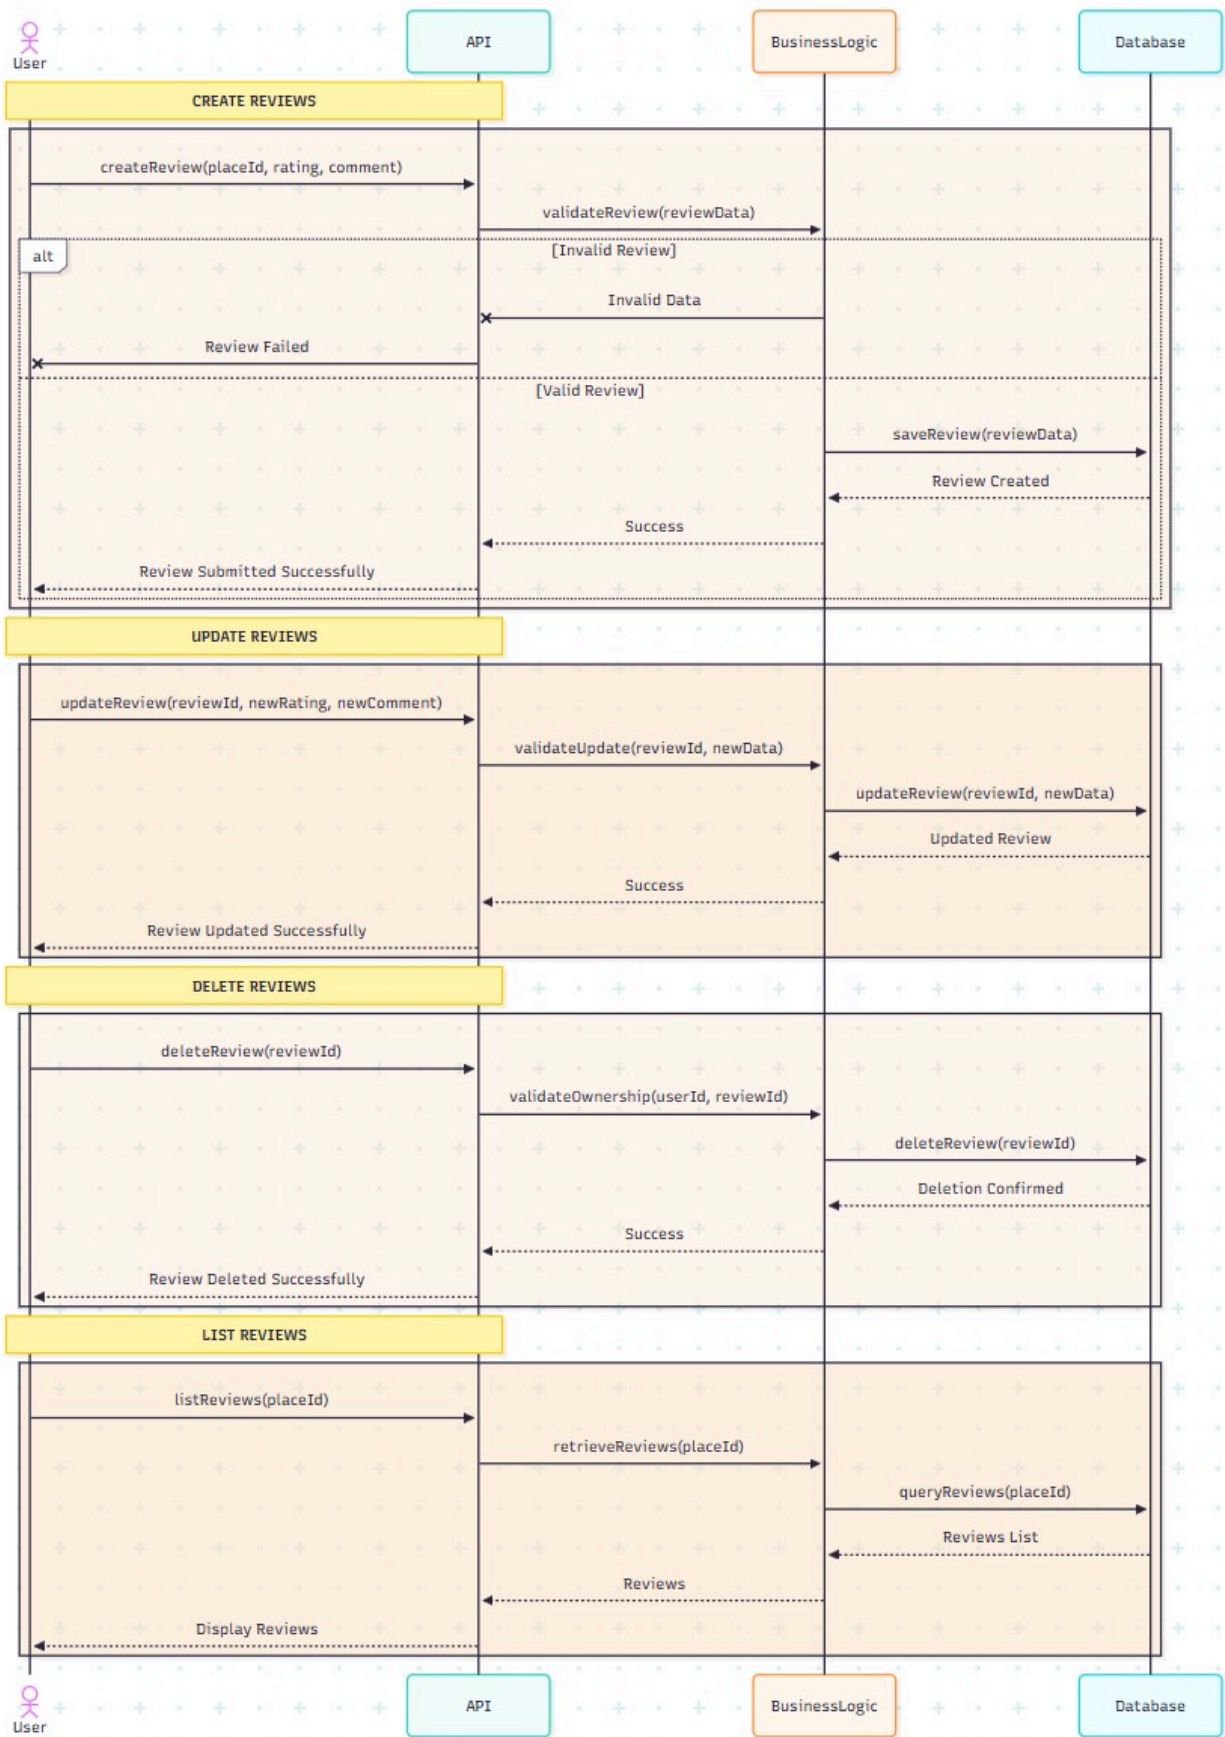 User
API
BusinessLogic
Database
CREATE REVIEWS
createReview(placeId, rating, comment)
validateReview(reviewData)
alt
[Invalid Review]
Invalid Data
Review Failed
[Valid Review]
saveReview(reviewData)
Review Created
Success
Review Submitted Successfully
UPDATE REVIEWS
updateReview(reviewId, newRating, newComment)
validateUpdate(reviewId, newData)
updateReview(reviewId, newData)
Updated Review
Success
Review Updated Successfully
DELETE REVIEWS
deleteReview(reviewId)
validateOwnership(userId, reviewId)
deleteReview(reviewId)
Deletion Confirmed
Success
Review Deleted Successfully
LIST REVIEWS
listReviews(placeId)
retrieveReviews(placeId)
queryReviews(placeId)
Reviews List
Reviews
Display Reviews
User
API
BusinessLogic
Database